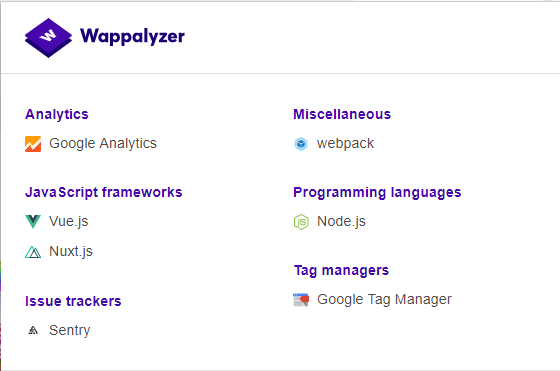 Wappalyzer
Analytics
Google Analytics
JavaScript frameworks
Vue.js
Nuxt.js
Issue trackers
Sentry
Miscellaneous
webpack
Programming languages
Node.js
Tag managers
Google Tag Manager